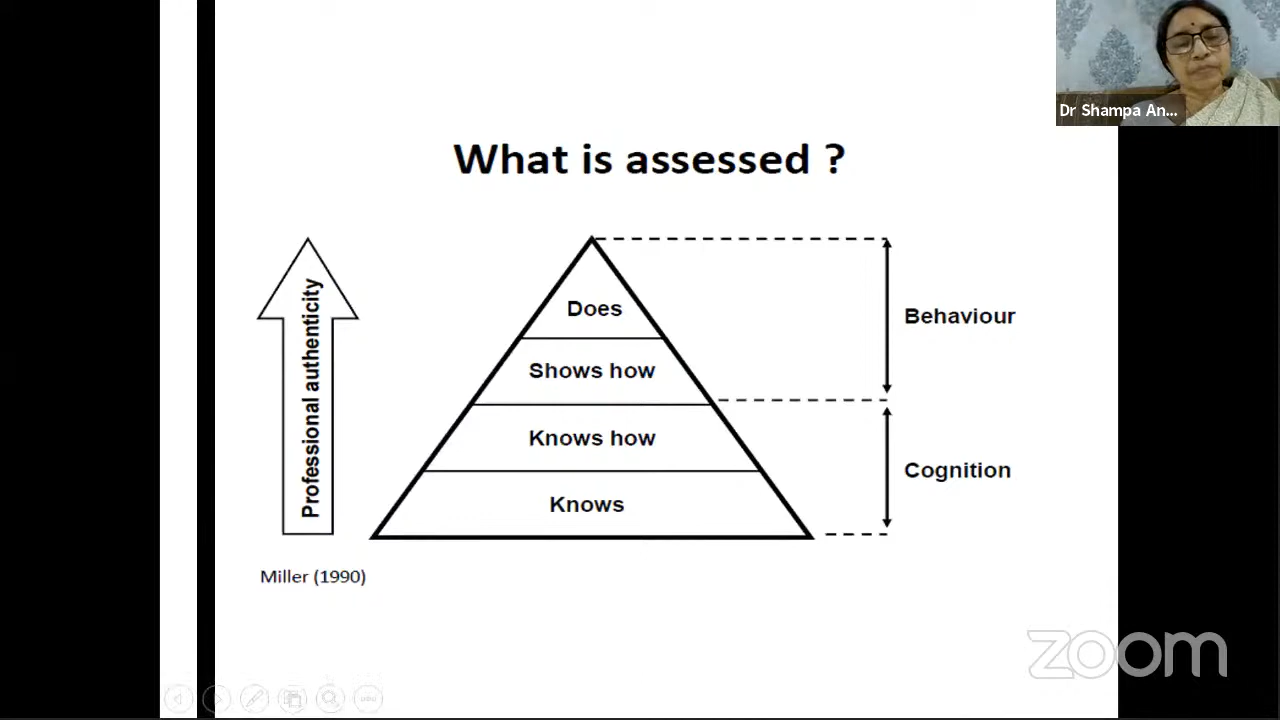 Dr Shampa An...
What is assessed ?
Professional authenticity
Does
Behaviour
Shows how
Knows how
Cognition
Knows
Miller (1990)
zoom